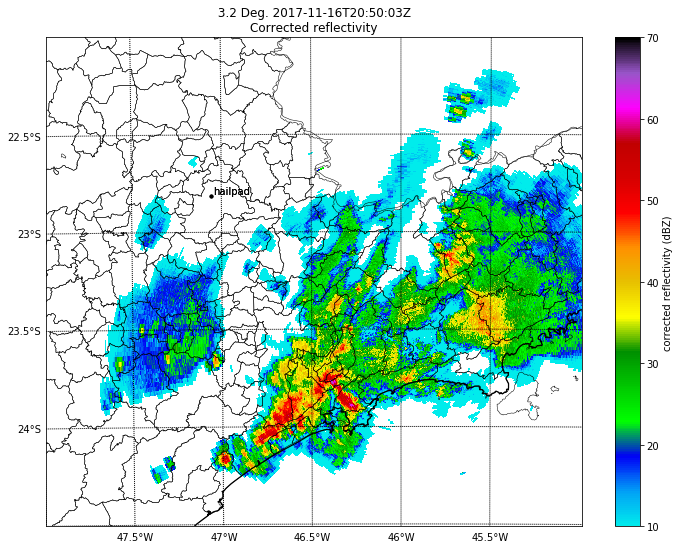 3.2 Deg. 2017-11-16T20:50:03Z
Corrected reflectivity
22.5°S
23°S
23.5°S
24°S
hailpad
47.5°W
47°W
46.5°W
46°W
45.5°W
70
60
50
40
30
20
10
corrected reflectivity (dBZ)